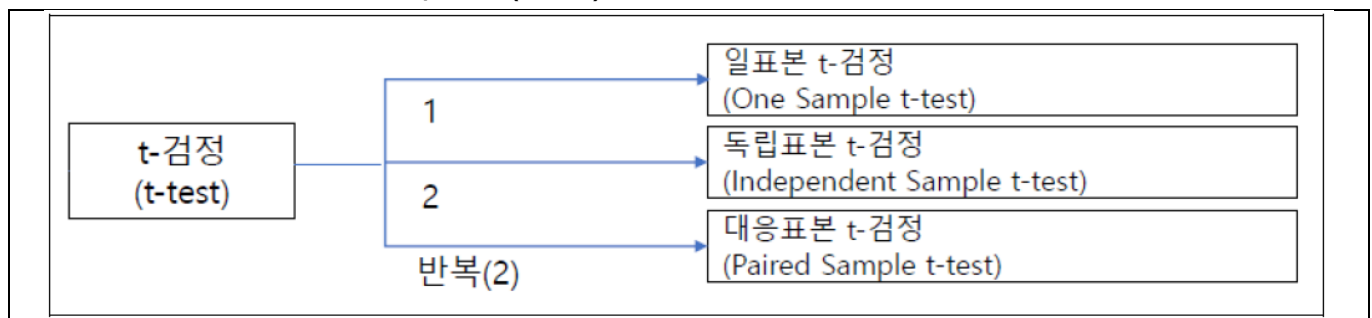 t-검정
(t-test)
1
2
반복(2)
일표본 t-검정
(One Sample t-test)
독립표본 t-검정
(Independent Sample t-test)
대응표본 t-검정
(Paired Sample t-test)